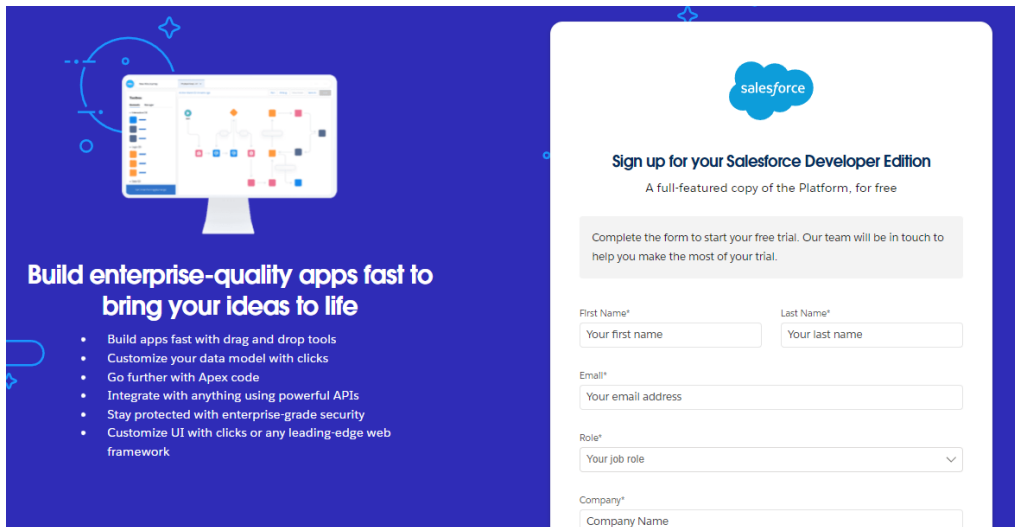 Build enterprise-quality apps fast to
bring your ideas to life
Build apps fast with drag and drop tools
Customize your data model with clicks
Go further with Apex code
Integrate with anything using powerful APIs
Stay protected with enterprise-grade security
Customize UI with clicks or any leading-edge web
framework
salesforce
Sign up for your Salesforce Developer Edition
A full-featured copy of the Platform, for free
Complete the form to start your free trial. Our team will be in touch to
help you make the most of your trial.
First Name*
Last Name*
Your first name
Your last name
Email*
Your email address
Role*
Your job role
Company*
Company Name